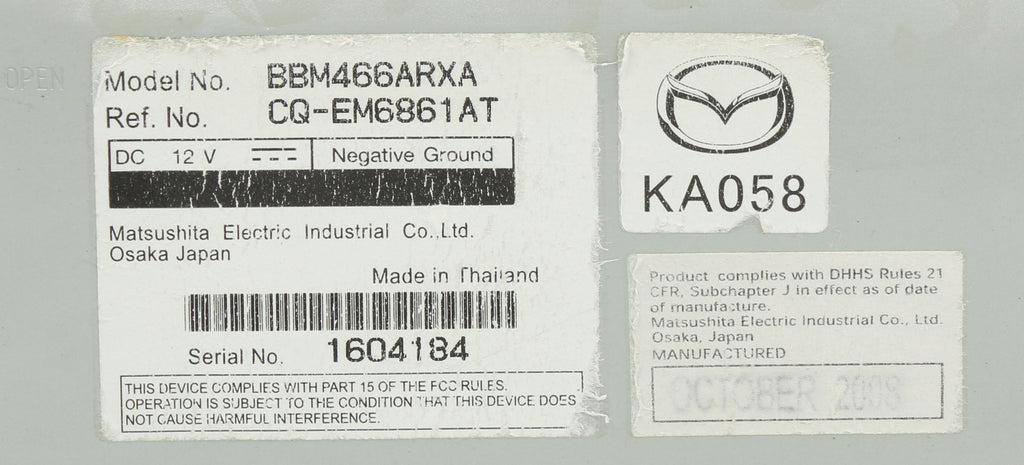 OPEN
Model No. BBM466ARXA
Ref. No. CQ-EM6861AT
DC 12 V Negative Ground
Matsushita Electric Industrial Co.,Ltd.
Osaka Japan
Made in Thailand
Serial No. 1604184
THIS DEVICE COMPLIES WITH PART 15 OF THE FCC RULES.
OPERATION IS SUBJECT TO THE CONDITION THAT THIS DEVICE DOES
NOT CAUSE HARMFUL INTERFERENCE.
KA058
Product complies with DHHS Rules 21
CFR, Subchapter J in effect as of date
of manufacture.
Matsushita Electric Industrial Co., Ltd.
Osaka, Japan
MANUFACTURED
OCTOBER 2008